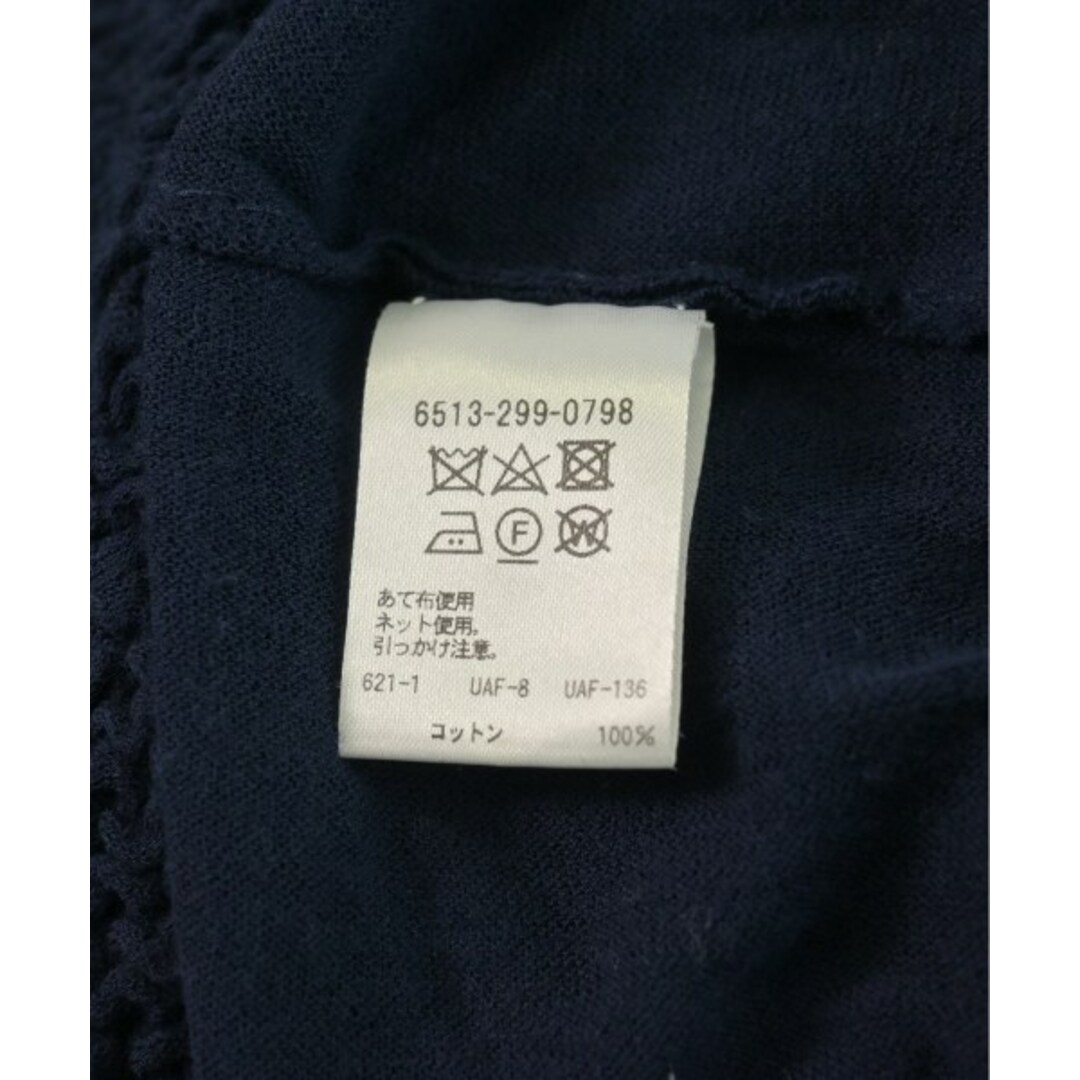 6513-299-0798
F W
あて布使用
ネット使用。
引っかけ注意。
621-1 UAF-8 UAF-136
コットン 100%